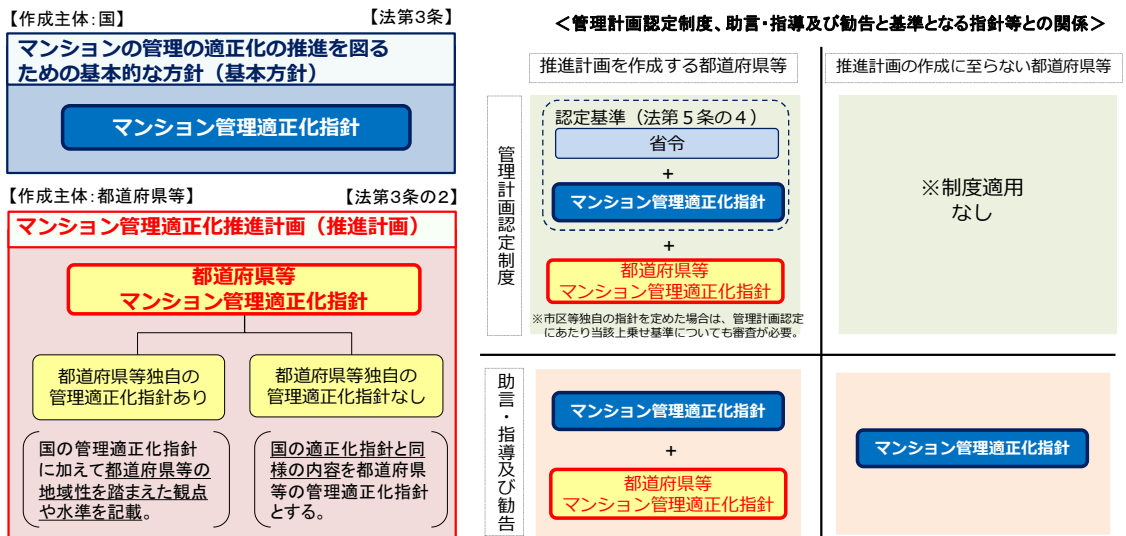 【作成主体:国】
【法第3条】
マンションの管理の適正化の推進を図る
ための基本的な方針（基本方針）
マンション管理適正化指針
【作成主体:都道府県等】
【法第3条の2】
マンション管理適正化推進計画（推進計画）
都道府県等
マンション管理適正化指針
都道府県等独自の
管理適正化指針あり
都道府県等独自の
管理適正化指針なし
国の管理適正化指針
に加えて都道府県等の
地域性を踏まえた観点
や水準を記載。
国の適正化指針と同
様の内容を都道府県
等の管理適正化指針
とする。
＜管理計画認定制度、助言・指導及び勧告と基準となる指針等との関係＞
推進計画を作成する都道府県等
推進計画の作成に至らない都道府県等
管理計画認定制度
認定基準（法第５条の４）
省令
+
マンション管理適正化指針
+
都道府県等
マンション管理適正化指針
※市区等独自の指針を定めた場合は、管理計画認定
にあたり当該上乗せ基準についても審査が必要。
※制度適用
なし
助言・指導及び勧告
マンション管理適正化指針
+
都道府県等
マンション管理適正化指針
マンション管理適正化指針